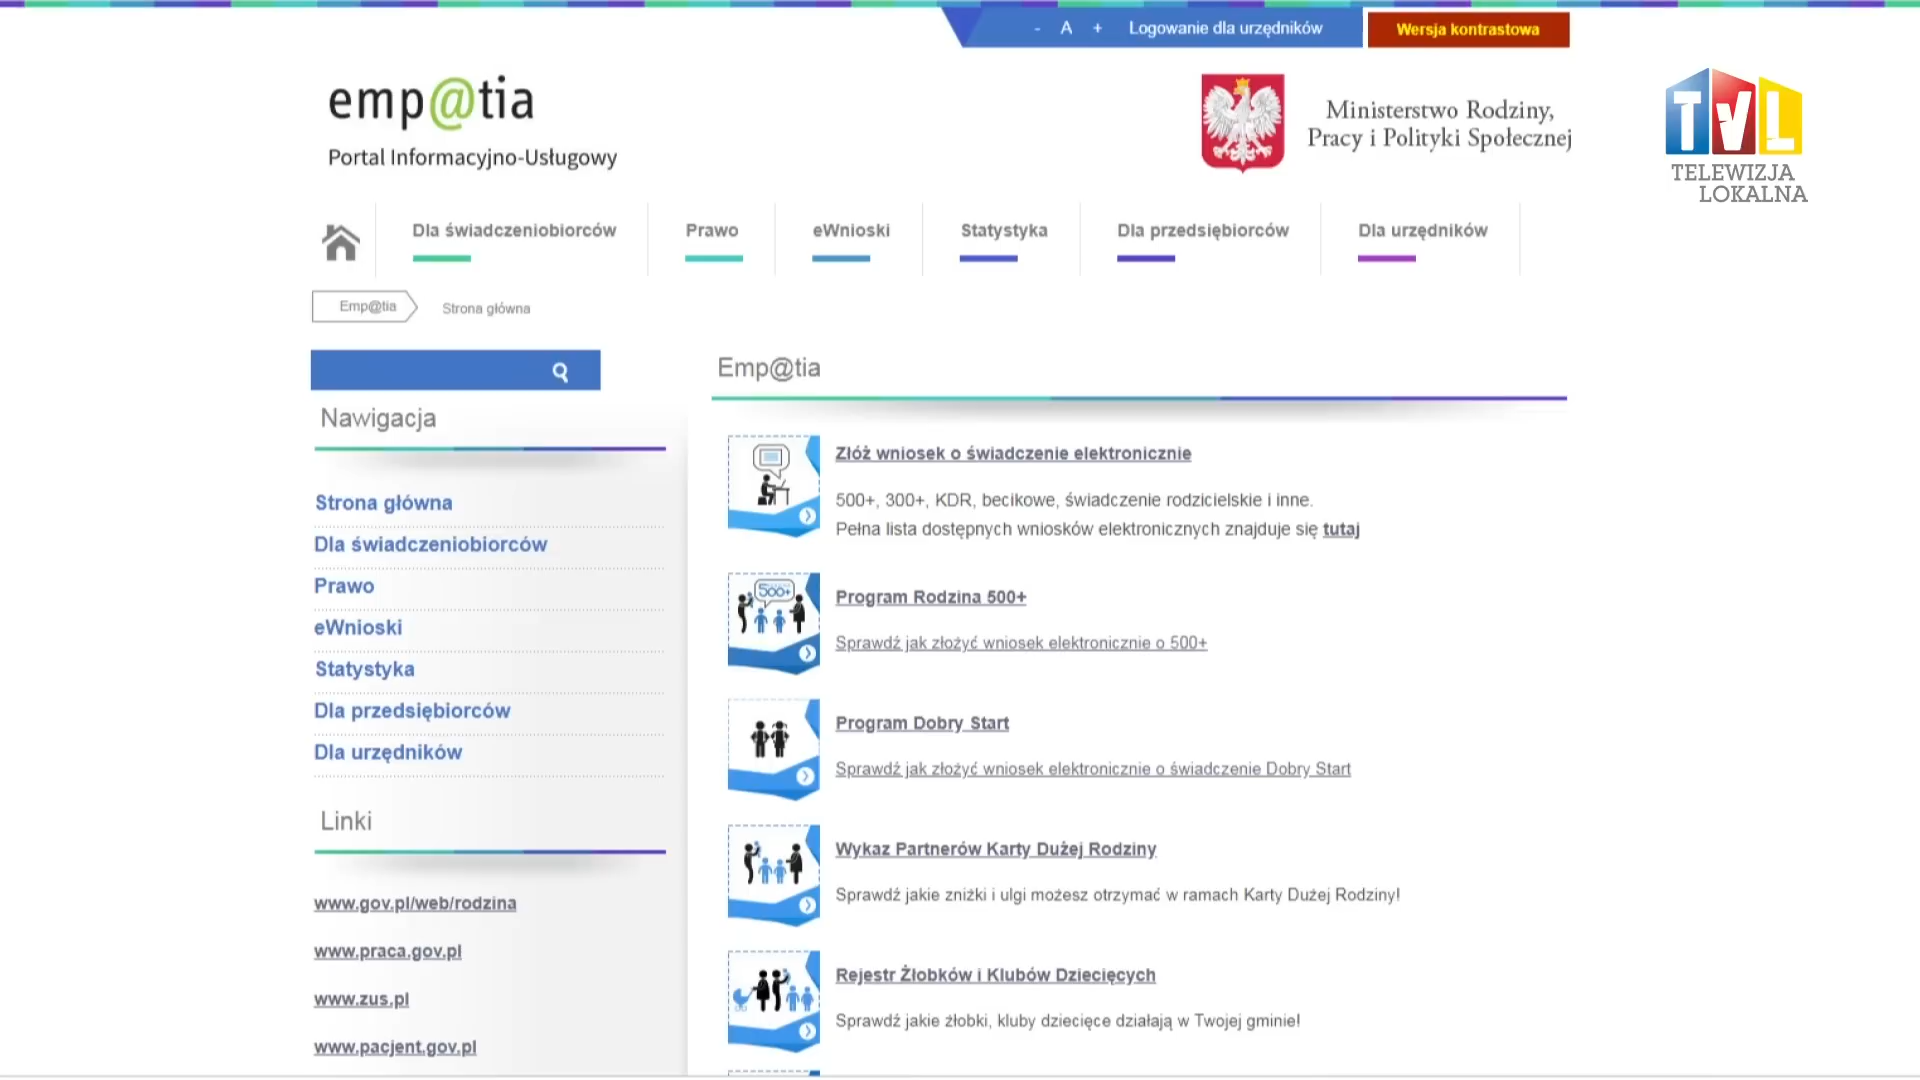 - A + Logowanie dla urzędników Wersja kontrastowa
emp@tia
Portal Informacyjno-Usługowy
Ministerstwo Rodziny,
Pracy i Polityki Społecznej
TVL
TELEWIZJA
LOKALNA
Dla świadczeniobiorców Prawo eWnioski Statystyka Dla przedsiębiorców Dla urzędników
Emp@tia Strona główna
Nawigacja
Strona główna
Dla świadczeniobiorców
Prawo
eWnioski
Statystyka
Dla przedsiębiorców
Dla urzędników
Linki
www.gov.pl/web/rodzina
www.praca.gov.pl
www.zus.pl
www.pacjent.gov.pl
Emp@tia
Złóż wniosek o świadczenie elektronicznie
500+, 300+, KDR, becikowe, świadczenie rodzicielskie i inne.
Pełna lista dostępnych wniosków elektronicznych znajduje się tutaj
500+
Program Rodzina 500+
Sprawdź jak złożyć wniosek elektronicznie o 500+
Program Dobry Start
Sprawdź jak złożyć wniosek elektronicznie o świadczenie Dobry Start
Wykaz Partnerów Karty Dużej Rodziny
Sprawdź jakie zniżki i ulgi możesz otrzymać w ramach Karty Dużej Rodziny!
Rejestr Żłobków i Klubów Dziecięcych
Sprawdź jakie żłobki, kluby dziecięce działają w Twojej gminie!